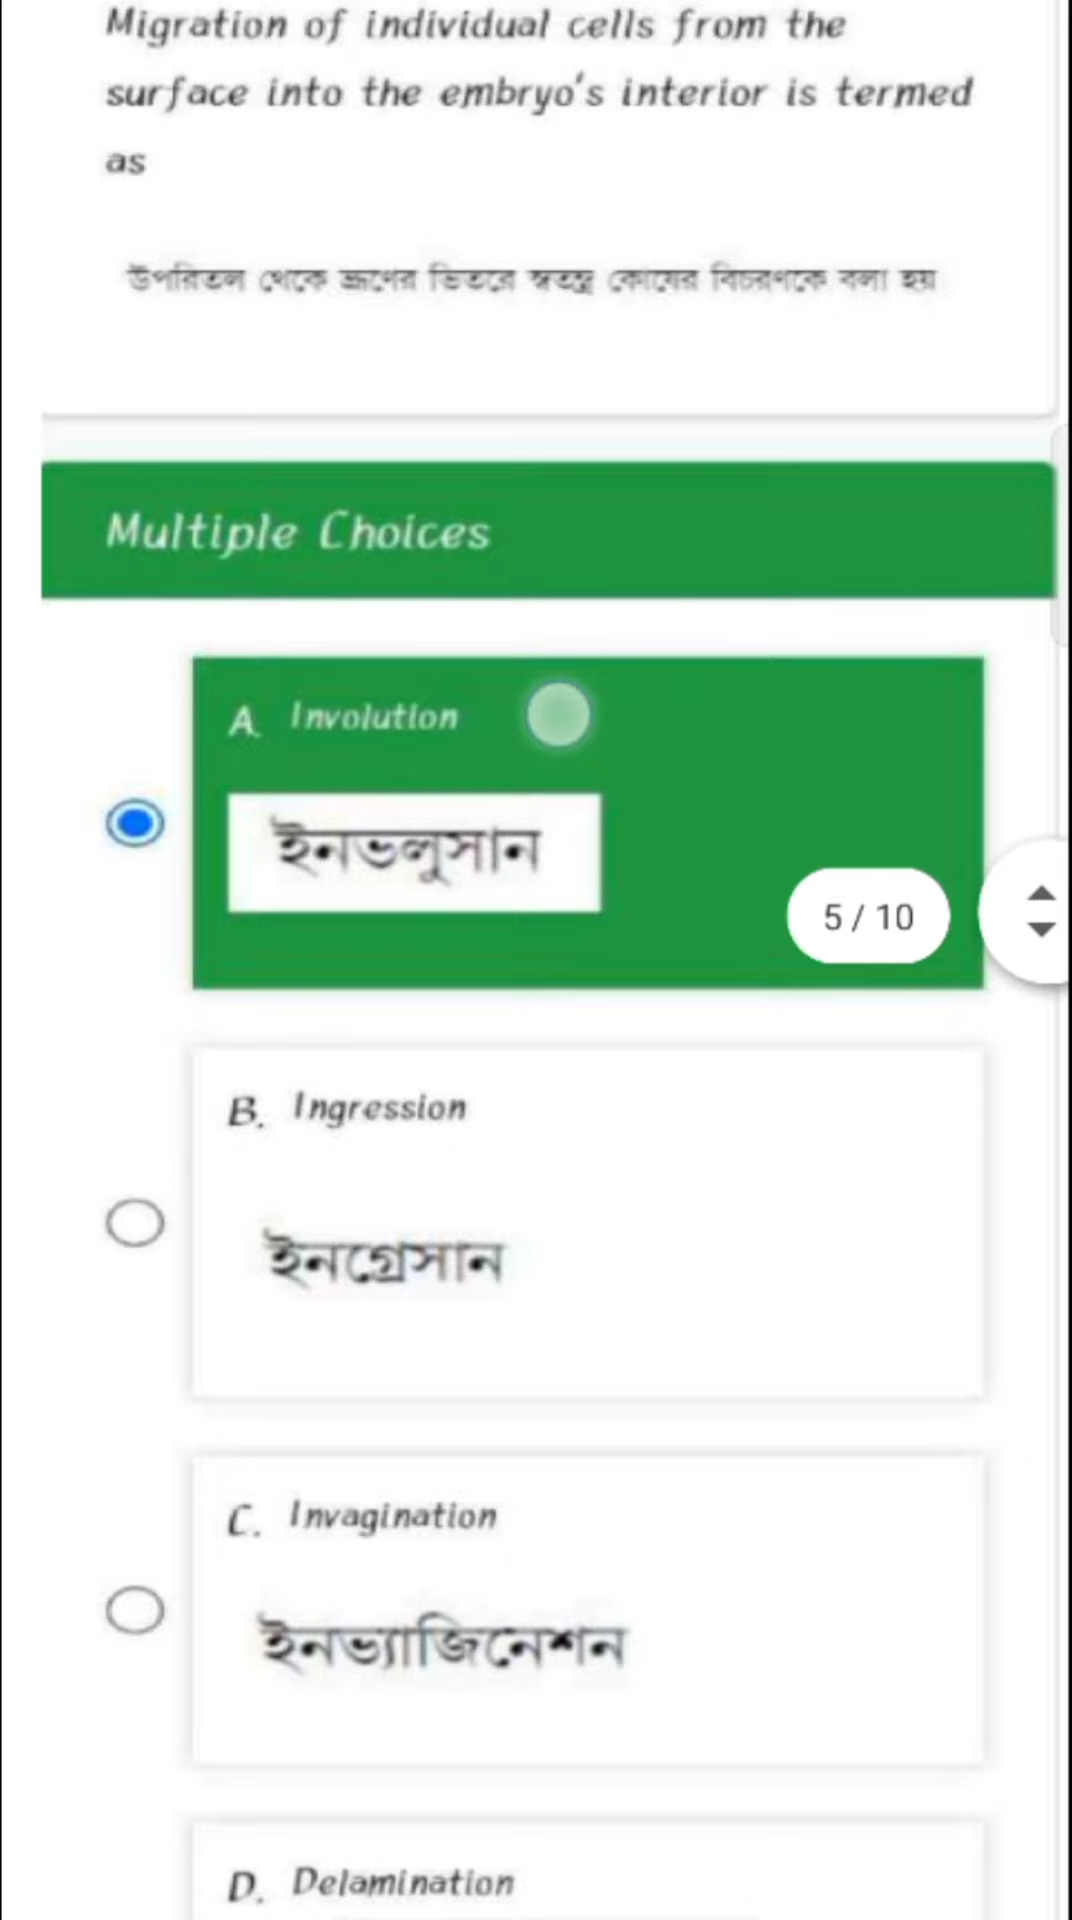 Migration of individual cells from the
surface into the embryo's interior is termed
as
উপরিতল থেকে ভ্রূণের ভিতরে স্বতন্ত্র কোষের বিচরণকে বলা হয়
Multiple Choices
A. Involution
ইনভলুসান
5 / 10
B. Ingression
ইনগ্রেসান
C. Invagination
ইনভ্যাজিনেশন
D. Delamination